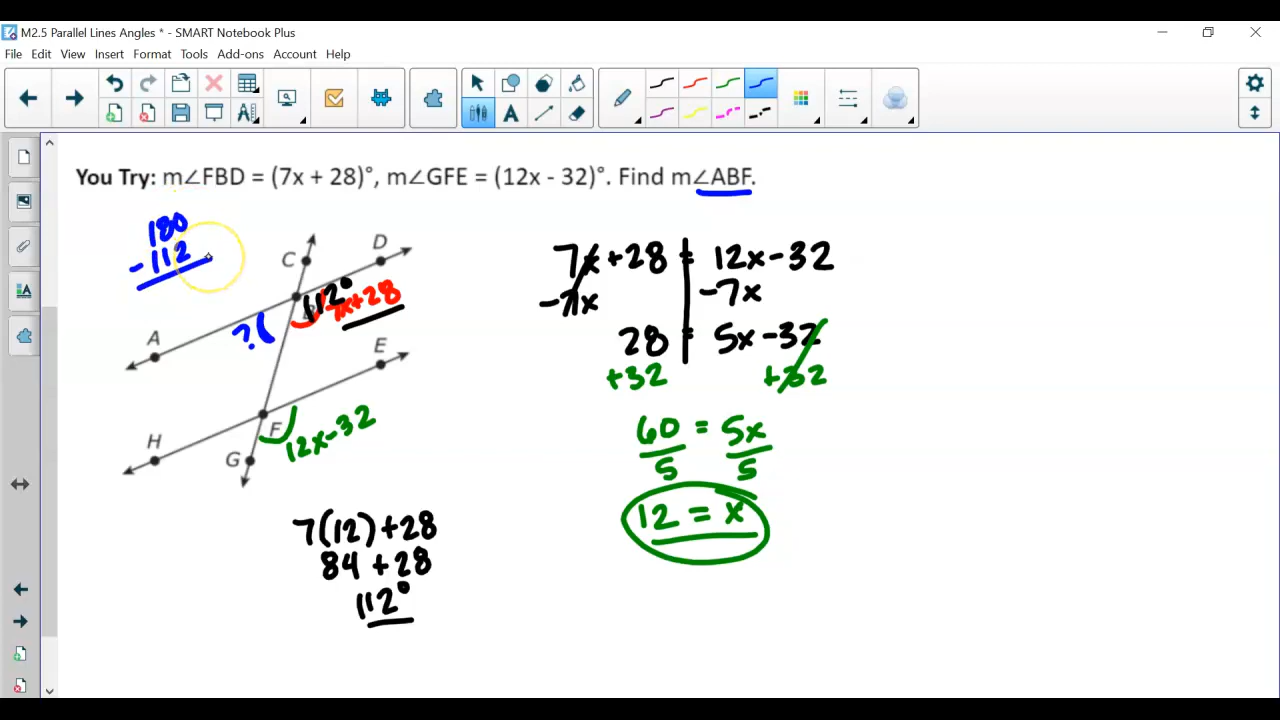 M2.5 Parallel Lines Angles * - SMART Notebook Plus
File Edit View Insert Format Tools Add-ons Account Help
You Try: m∠FBD = (7x + 28)°, m∠GFE = (12x - 32)°. Find m∠ABF.
180
-112
C
D
112°
7x+28
?
A
E
F
12x-32
H
G
7x+28 = 12x-32
-7x -7x
28 = 5x-32
+32 +32
60 = 5x
5 5
12 = x
7(12)+28
84 +28
112°